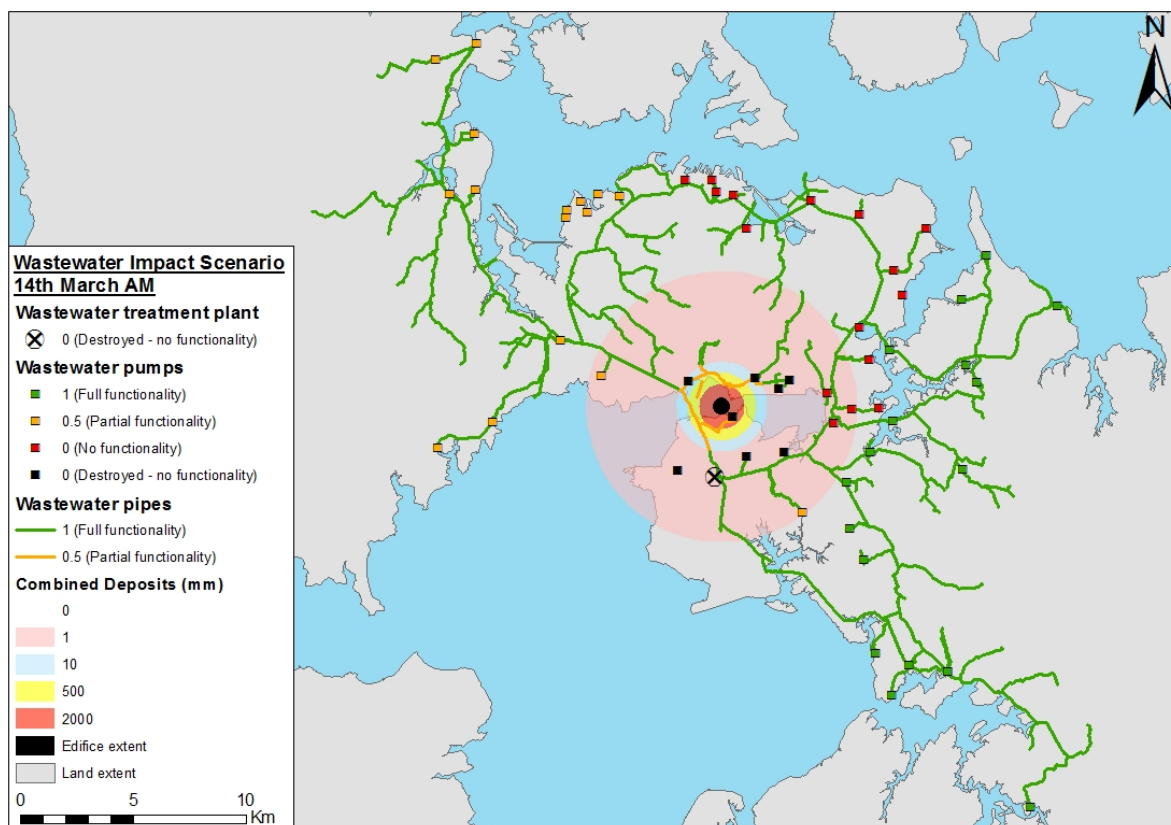 N
Wastewater Impact Scenario
14th March AM
Wastewater treatment plant
0 (Destroyed - no functionality)
Wastewater pumps
1 (Full functionality)
0.5 (Partial functionality)
0 (No functionality)
0 (Destroyed - no functionality)
Wastewater pipes
1 (Full functionality)
0.5 (Partial functionality)
Combined Deposits (mm)
0
1
10
500
2000
Edifice extent
Land extent
0 5 10
Km